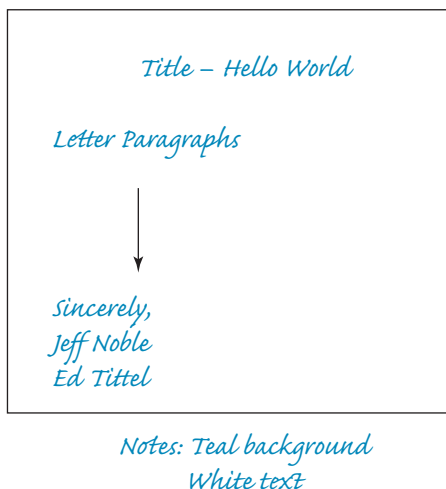 Title – Hello World
Letter Paragraphs
Sincerely,
Jeff Noble
Ed Tittel
Notes: Teal background
White text